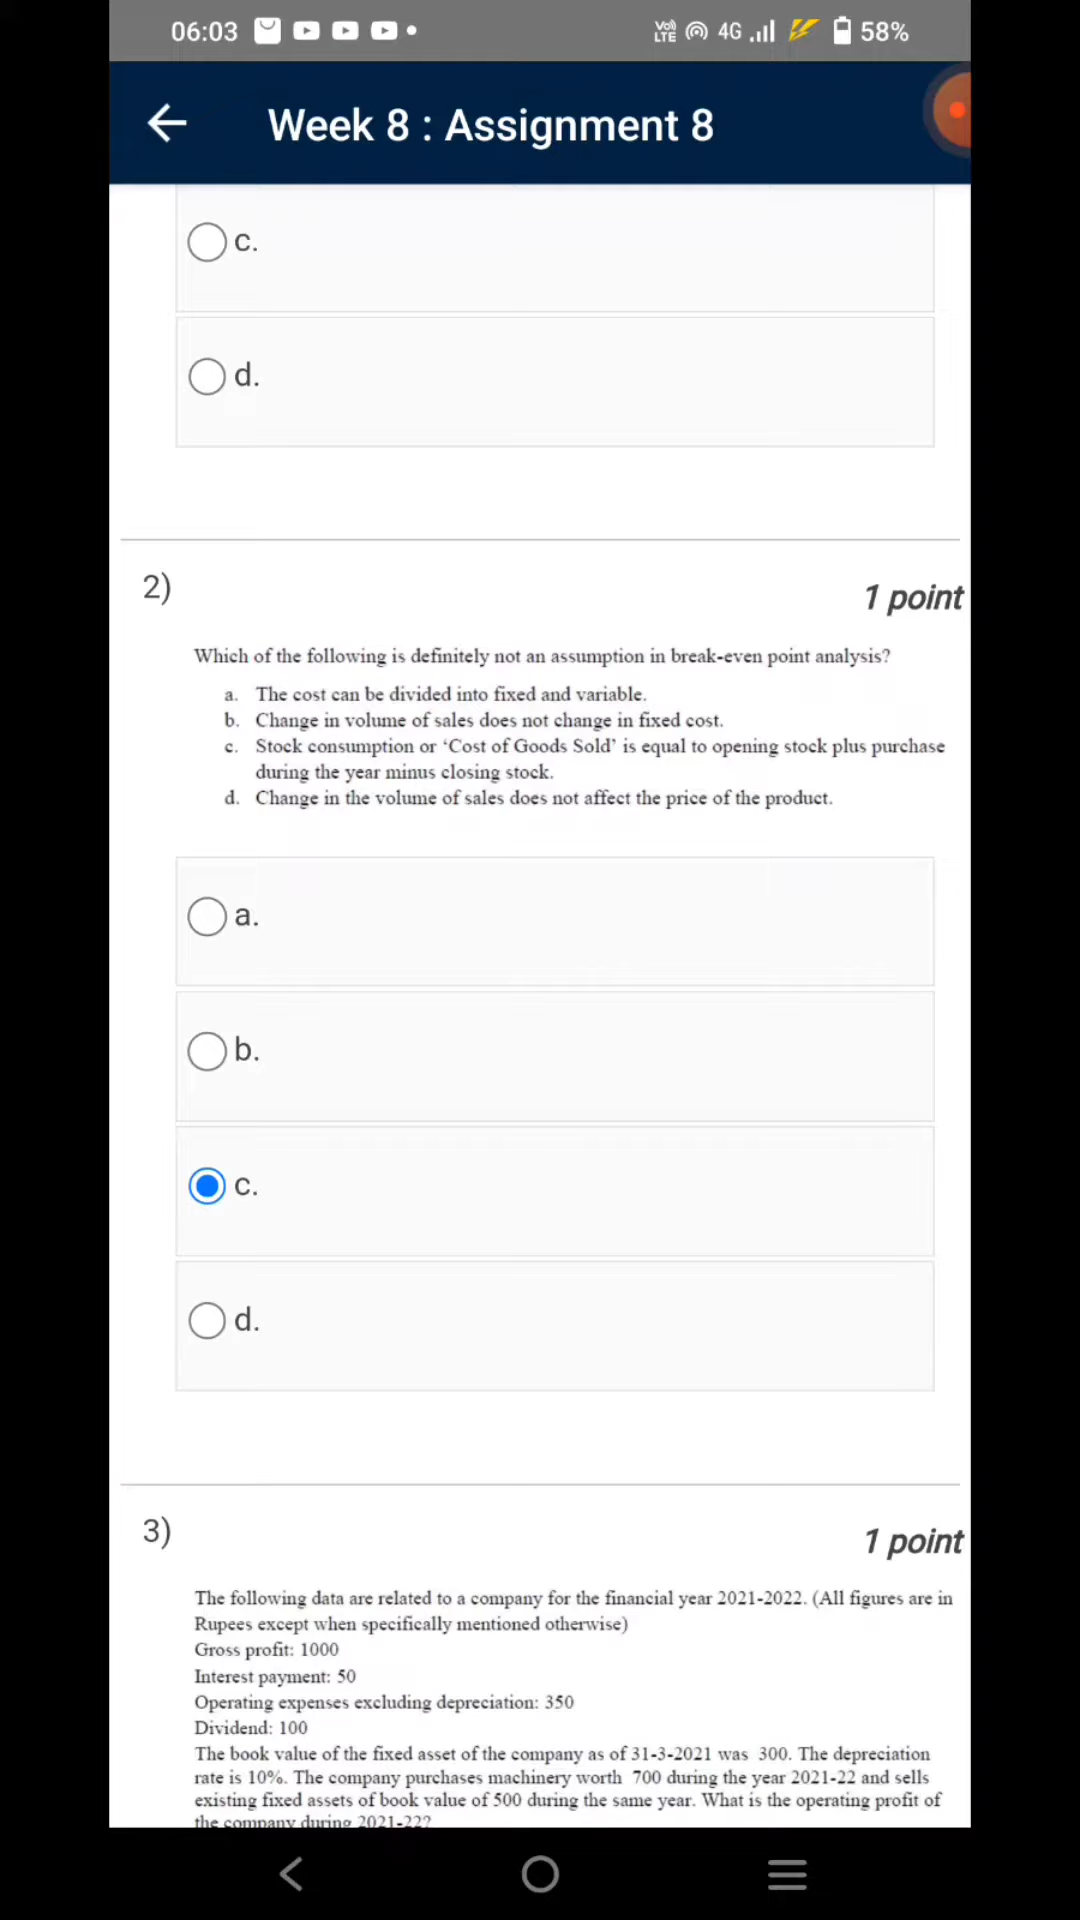 06:03 VoD LTE 4G 58%
Week 8 : Assignment 8
c.
d.
2)
1 point
Which of the following is definitely not an assumption in break-even point analysis?
a. The cost can be divided into fixed and variable.
b. Change in volume of sales does not change in fixed cost.
c. Stock consumption or ‘Cost of Goods Sold’ is equal to opening stock plus purchase
during the year minus closing stock.
d. Change in the volume of sales does not affect the price of the product.
a.
b.
c.
d.
3)
1 point
The following data are related to a company for the financial year 2021-2022. (All figures are in
Rupees except when specifically mentioned otherwise)
Gross profit: 1000
Interest payment: 50
Operating expenses excluding depreciation: 350
Dividend: 100
The book value of the fixed asset of the company as of 31-3-2021 was 300. The depreciation
rate is 10%. The company purchases machinery worth 700 during the year 2021-22 and sells
existing fixed assets of book value of 500 during the same year. What is the operating profit of
the company during 2021-22?